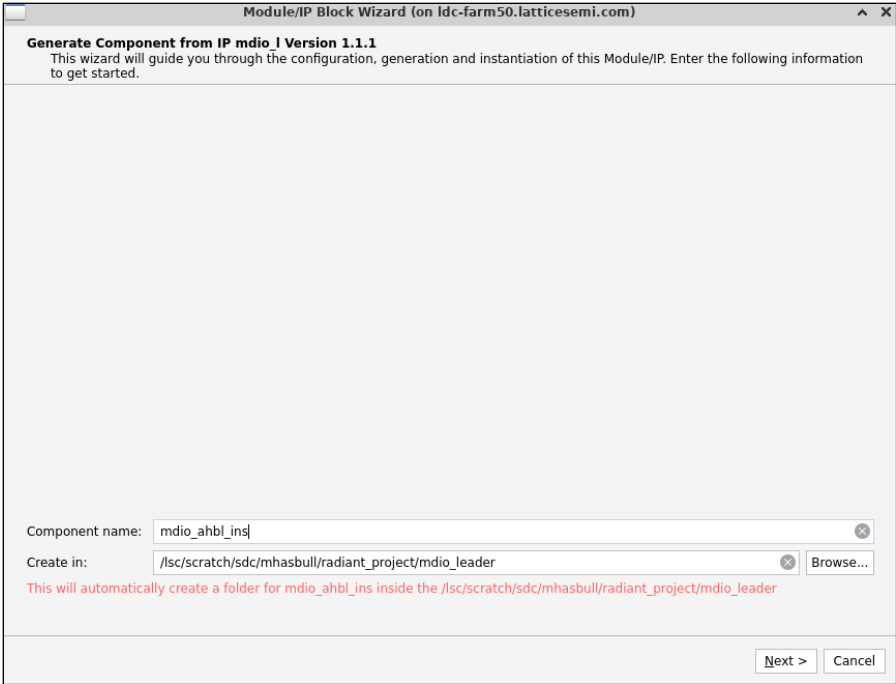 Module/IP Block Wizard (on ldc-farm50.latticesemi.com)
Generate Component from IP mdio_l Version 1.1.1
This wizard will guide you through the configuration, generation and instantiation of this Module/IP. Enter the following information
to get started.
Component name: mdio_ahbl_ins
Create in: /lsc/scratch/sdc/mhasbull/radiant_project/mdio_leader Browse...
This will automatically create a folder for mdio_ahbl_ins inside the /lsc/scratch/sdc/mhasbull/radiant_project/mdio_leader
Next > Cancel